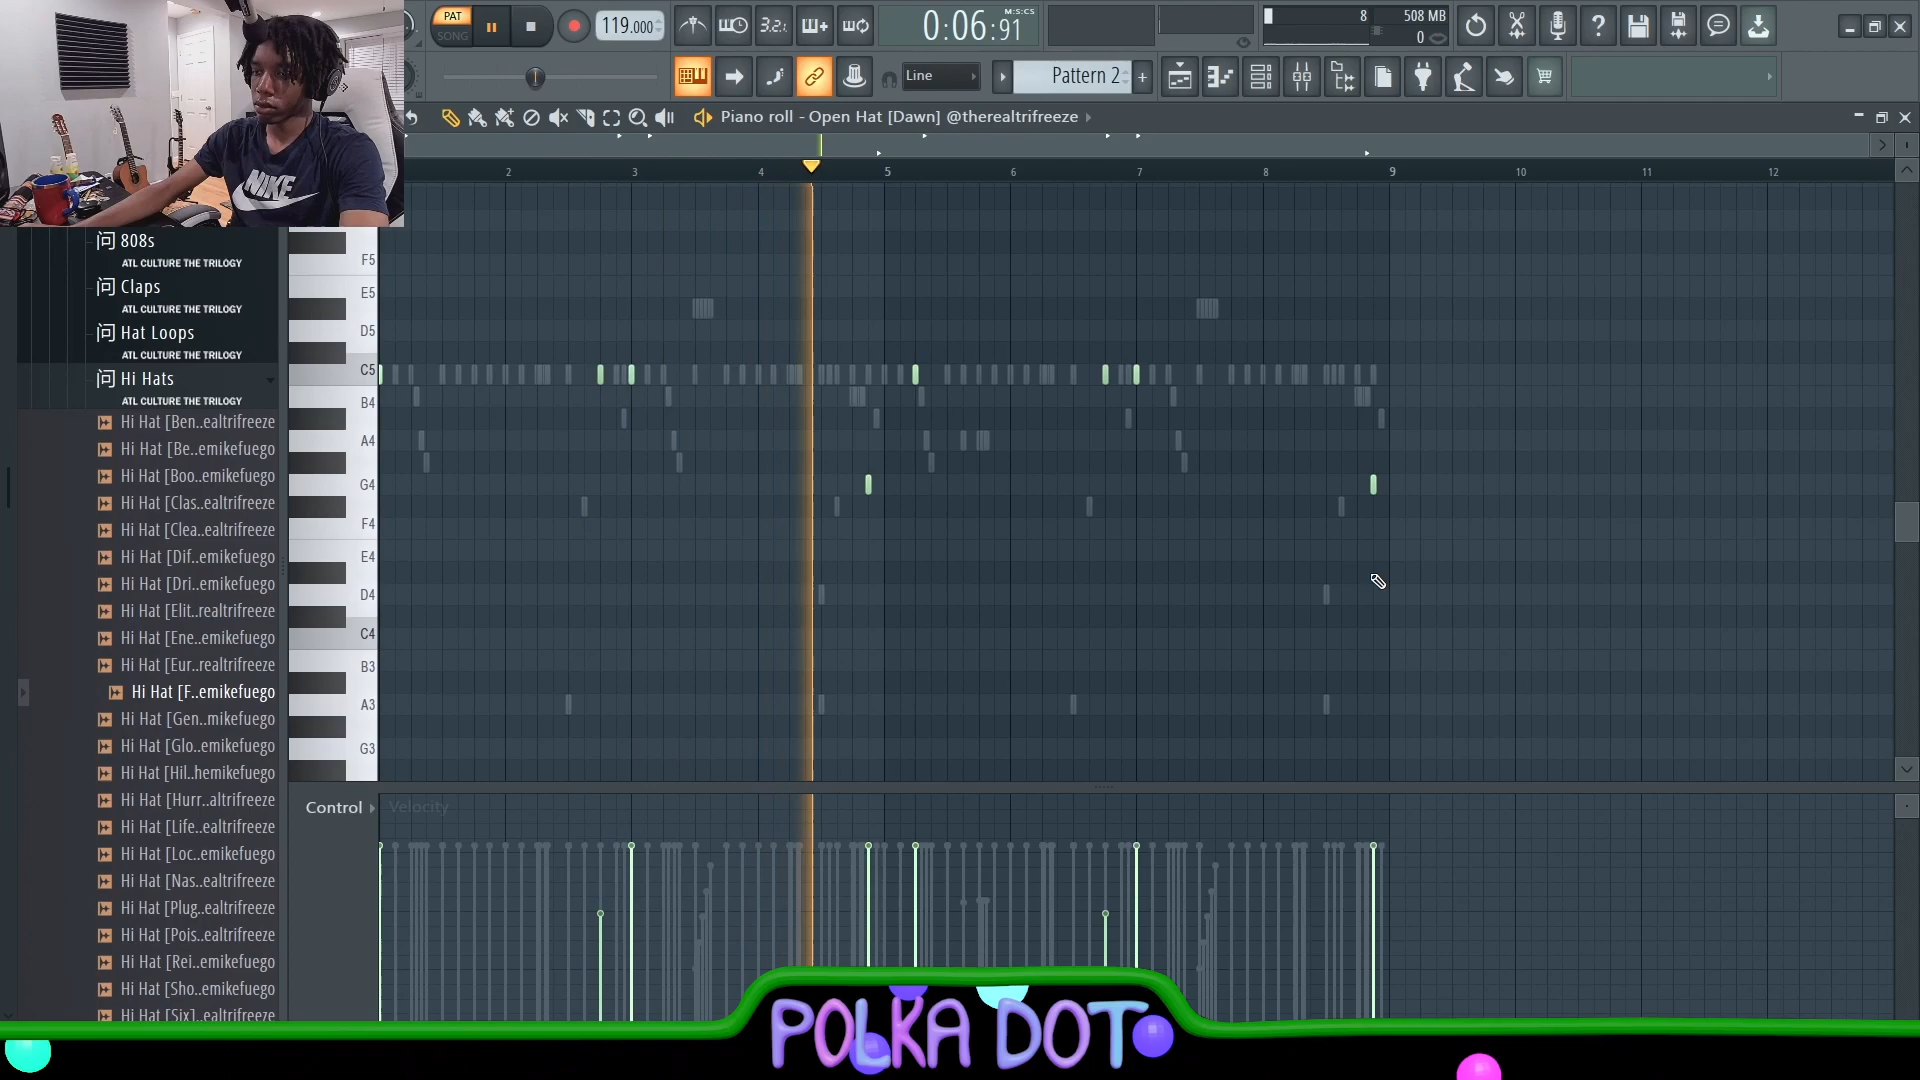 PAT
SONG
119.000
3.2.
0:06:91
M:S:CS
8
508 MB
0
Line
Pattern 2
Piano roll - Open Hat [Dawn] @therealtrifreeze
2 3 4 5 6 7 8 9 10 11 12
NIKE
808s
ATL CULTURE THE TRILOGY
Claps
ATL CULTURE THE TRILOGY
Hat Loops
ATL CULTURE THE TRILOGY
Hi Hats
ATL CULTURE THE TRILOGY
Hi Hat [Ben..ealtrifreeze
Hi Hat [Be..emikefuego
Hi Hat [Boo..emikefuego
Hi Hat [Clas..ealtrifreeze
Hi Hat [Clea..ealtrifreeze
Hi Hat [Dif..emikefuego
Hi Hat [Dri..emikefuego
Hi Hat [Elit..realtrifreeze
Hi Hat [Ene..emikefuego
Hi Hat [Eur..realtrifreeze
Hi Hat [F..emikefuego
Hi Hat [Gen..mikefuego
Hi Hat [Glo..emikefuego
Hi Hat [Hil..hemikefuego
Hi Hat [Hurr..altrifreeze
Hi Hat [Life..ealtrifreeze
Hi Hat [Loc..emikefuego
Hi Hat [Nas..emikefuego
Hi Hat [Plug..ealtrifreeze
Hi Hat [Pois..ealtrifreeze
Hi Hat [Rei..emikefuego
Hi Hat [Sho..emikefuego
Hi Hat [Six]..ealtrifreeze
F5
E5
D5
C5
B4
A4
G4
F4
E4
D4
C4
B3
A3
G3
Control
Velocity
POLKA DOT